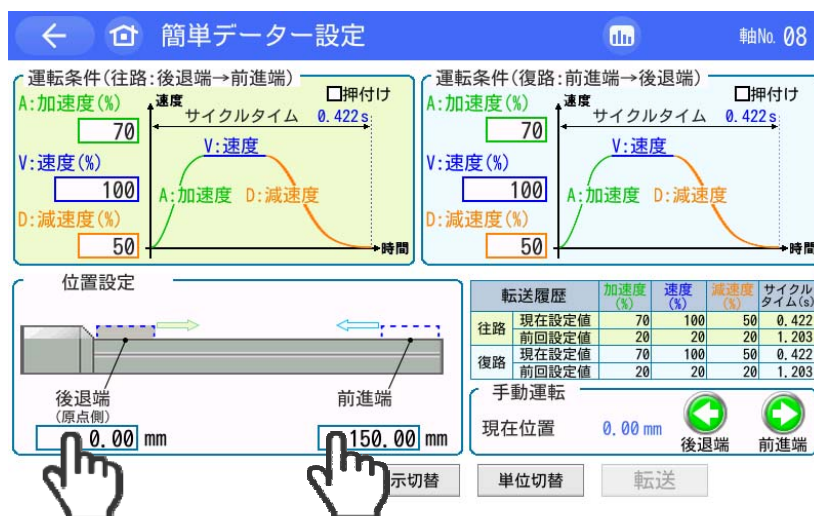 簡単データー設定
軸No. 08
運転条件(往路:後退端→前進端)
A:加速度(%)
70
V:速度(%)
100
D:減速度(%)
50
速度
□押付け
サイクルタイム 0.422s
V:速度
A:加速度 D:減速度
時間
運転条件(復路:前進端→後退端)
A:加速度(%)
70
V:速度(%)
100
D:減速度(%)
50
速度
□押付け
サイクルタイム 0.422s
V:速度
A:加速度 D:減速度
時間
位置設定
後退端
(原点側)
0.00 mm
前進端
150.00 mm
転送履歴 加速度(%) 速度(%) 減速度(%) サイクルタイム(s)
往路 現在設定値 70 100 50 0.422
前回設定値 20 20 20 1.203
復路 現在設定値 70 100 50 0.422
前回設定値 20 20 20 1.203
手動運転
現在位置 0.00 mm
後退端
前進端
示切替
単位切替
転送